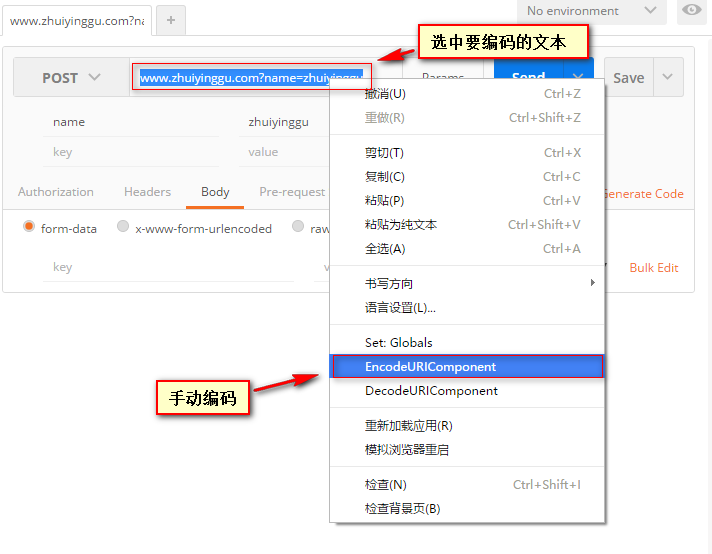 www.zhuiyinggu.com?na
+
No environment
选中要编码的文本
POST
www.zhuiyinggu.com?name=zhuiyinggu
Params
Send
Save
name
zhuiyinggu
key
value
Authorization
Headers
Body
Pre-request
Generate Code
form-data
x-www-form-urlencoded
raw
key
Bulk Edit
撤消(U)
Ctrl+Z
重做(R)
Ctrl+Shift+Z
剪切(T)
Ctrl+X
复制(C)
Ctrl+C
粘贴(P)
Ctrl+V
粘贴为纯文本
Ctrl+Shift+V
全选(A)
Ctrl+A
书写方向
语言设置(L)...
Set: Globals
EncodeURIComponent
DecodeURIComponent
手动编码
重新加载应用(R)
模拟浏览器重启
检查(N)
Ctrl+Shift+I
检查背景页(B)